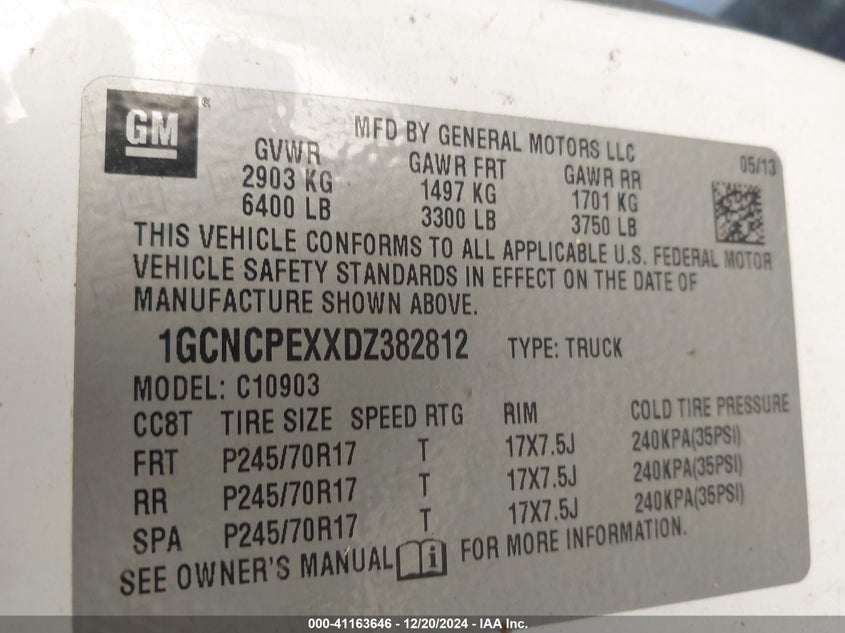 GM®
MFD BY GENERAL MOTORS LLC
GVWR GAWR FRT GAWR RR 05/13
2903 KG 1497 KG 1701 KG
6400 LB 3300 LB 3750 LB
THIS VEHICLE CONFORMS TO ALL APPLICABLE U.S. FEDERAL MOTOR
VEHICLE SAFETY STANDARDS IN EFFECT ON THE DATE OF
MANUFACTURE SHOWN ABOVE.
1GCNCPEXXDZ382812 TYPE: TRUCK
MODEL: C10903
CC8T TIRE SIZE SPEED RTG RIM COLD TIRE PRESSURE
FRT P245/70R17 T 17X7.5J 240KPA(35PSI)
RR P245/70R17 T 17X7.5J 240KPA(35PSI)
SPA P245/70R17 T 17X7.5J 240KPA(35PSI)
SEE OWNER'S MANUAL i FOR MORE INFORMATION.
000-41163646 - 12/20/2024 - IAA Inc.